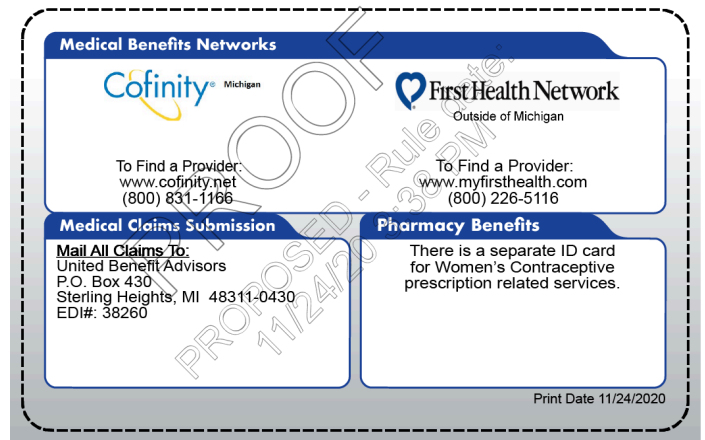 Medical Benefits Networks
Cofinity® Michigan
To Find a Provider:
www.cofinity.net
(800) 831-1166
First Health Network
Outside of Michigan
To Find a Provider:
www.myfirsthealth.com
(800) 226-5116
Medical Claims Submission
Mail All Claims To:
United Benefit Advisors
P.O. Box 430
Sterling Heights, MI 48311-0430
EDI#: 38260
Pharmacy Benefits
There is a separate ID card
for Women's Contraceptive
prescription related services.
Print Date 11/24/2020
PROOF
PROPOSED - Rule date:
11/24/20 3:38 PM